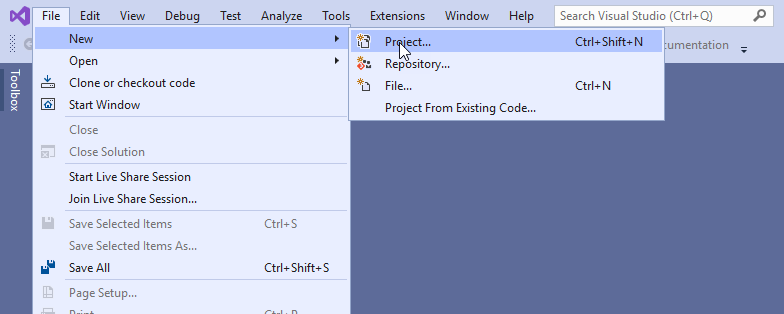 File Edit View Debug Test Analyze Tools Extensions Window Help Search Visual Studio (Ctrl+Q)
New
Project... Ctrl+Shift+N
Open
Repository...
Clone or checkout code
File... Ctrl+N
Start Window
Project From Existing Code...
Close
Close Solution
Start Live Share Session
Join Live Share Session...
Save Selected Items Ctrl+S
Save Selected Items As...
Save All Ctrl+Shift+S
Page Setup...
Print... Ctrl+P
Toolbox